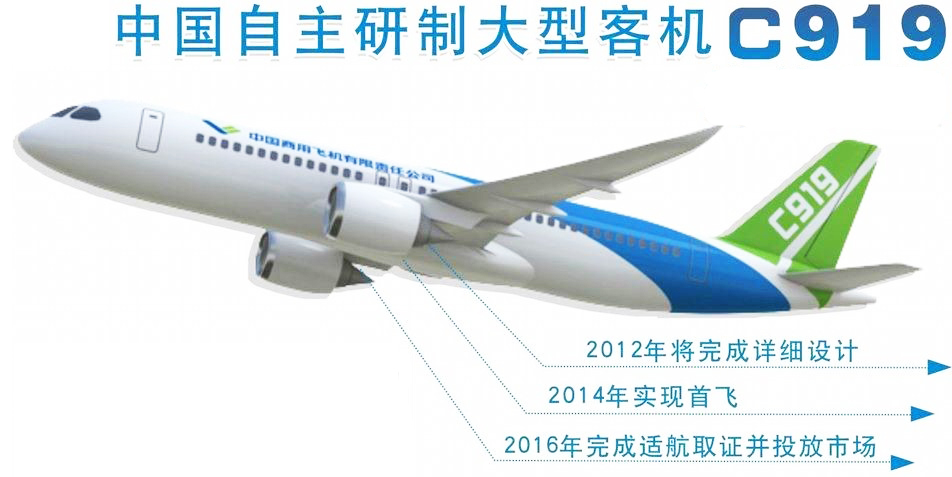 中国自主研制大型客机C919
中国商用飞机有限责任公司
C919
2012年将完成详细设计
2014年实现首飞
2016年完成适航取证并投放市场